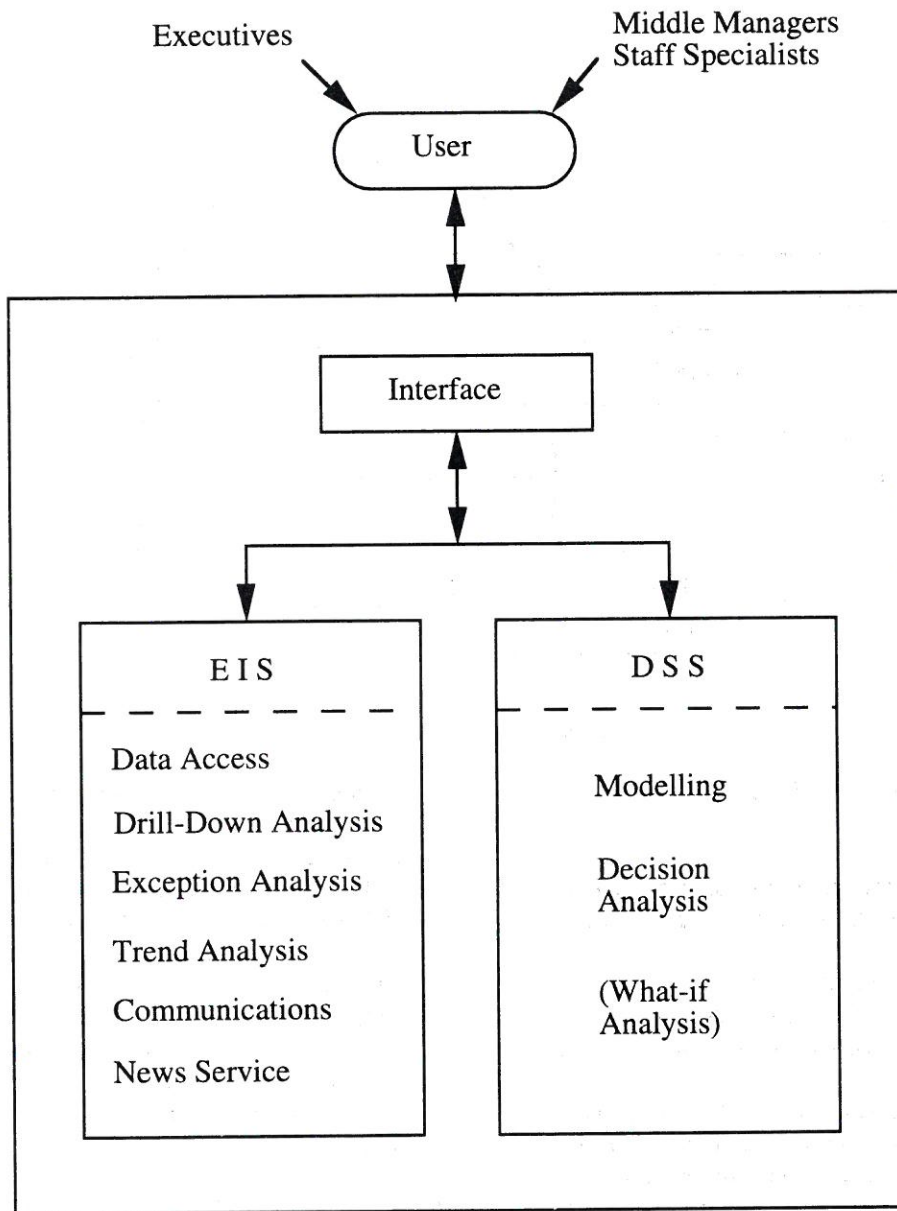 Executives
Middle Managers
Staff Specialists
User
Interface
E I S
Data Access
Drill-Down Analysis
Exception Analysis
Trend Analysis
Communications
News Service
D S S
Modelling
Decision
Analysis
(What-if
Analysis)